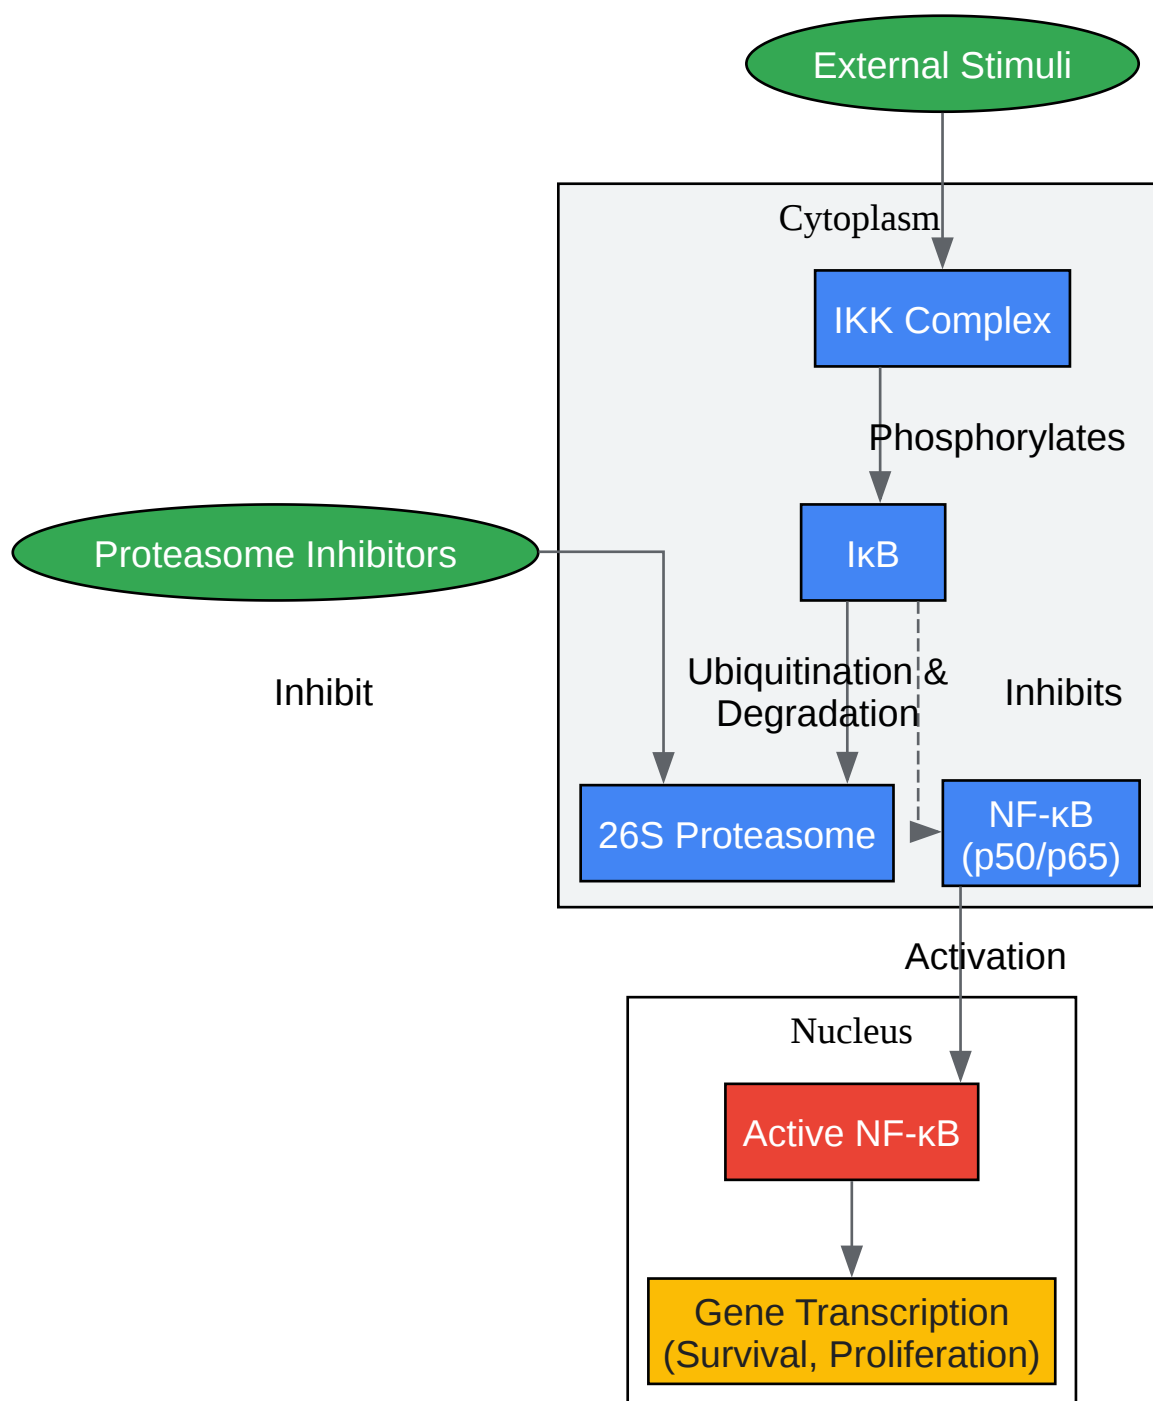 External Stimuli
Cytoplasm
IKK Complex
Phosphorylates
Proteasome Inhibitors
IκB
Inhibit
Ubiquitination &
Degradation
Inhibits
26S Proteasome
NF-κB
(p50/p65)
Activation
Nucleus
Active NF-κB
Gene Transcription
(Survival, Proliferation)